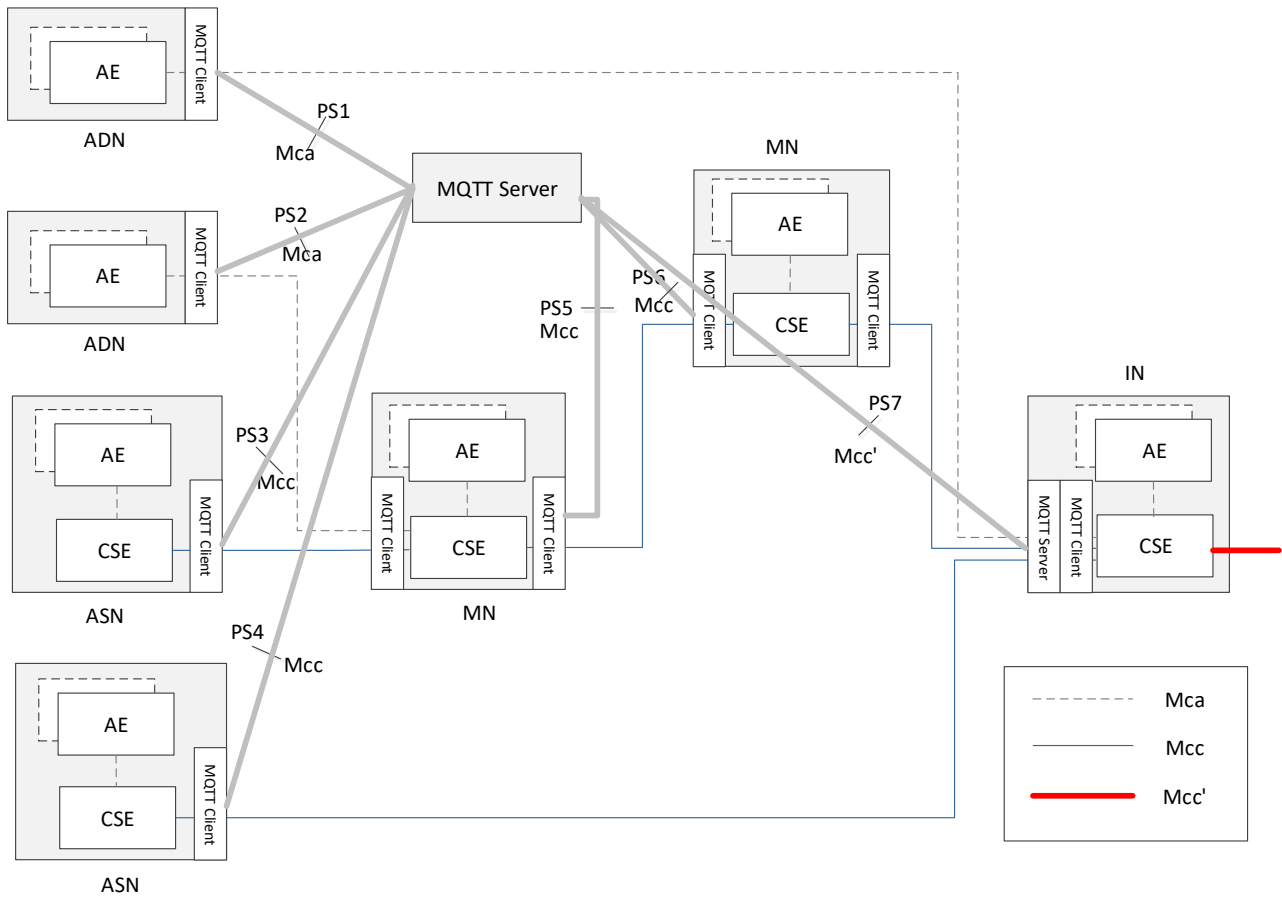 AE
MQTT Client
ADN
PS1
Mca
MQTT Server
MN
AE
MQTT Client
CSE
MQTT Client
AE
MQTT Client
ADN
PS2
Mca
PS5
Mcc
PS6
Mcc
PS7
Mcc'
AE
CSE
MQTT Client
ASN
PS3
Mcc
MQTT Client
AE
CSE
MQTT Client
MN
IN
AE
MQTT Server
MQTT Client
CSE
PS4
Mcc
AE
CSE
MQTT Client
ASN
Mca
Mcc
Mcc'